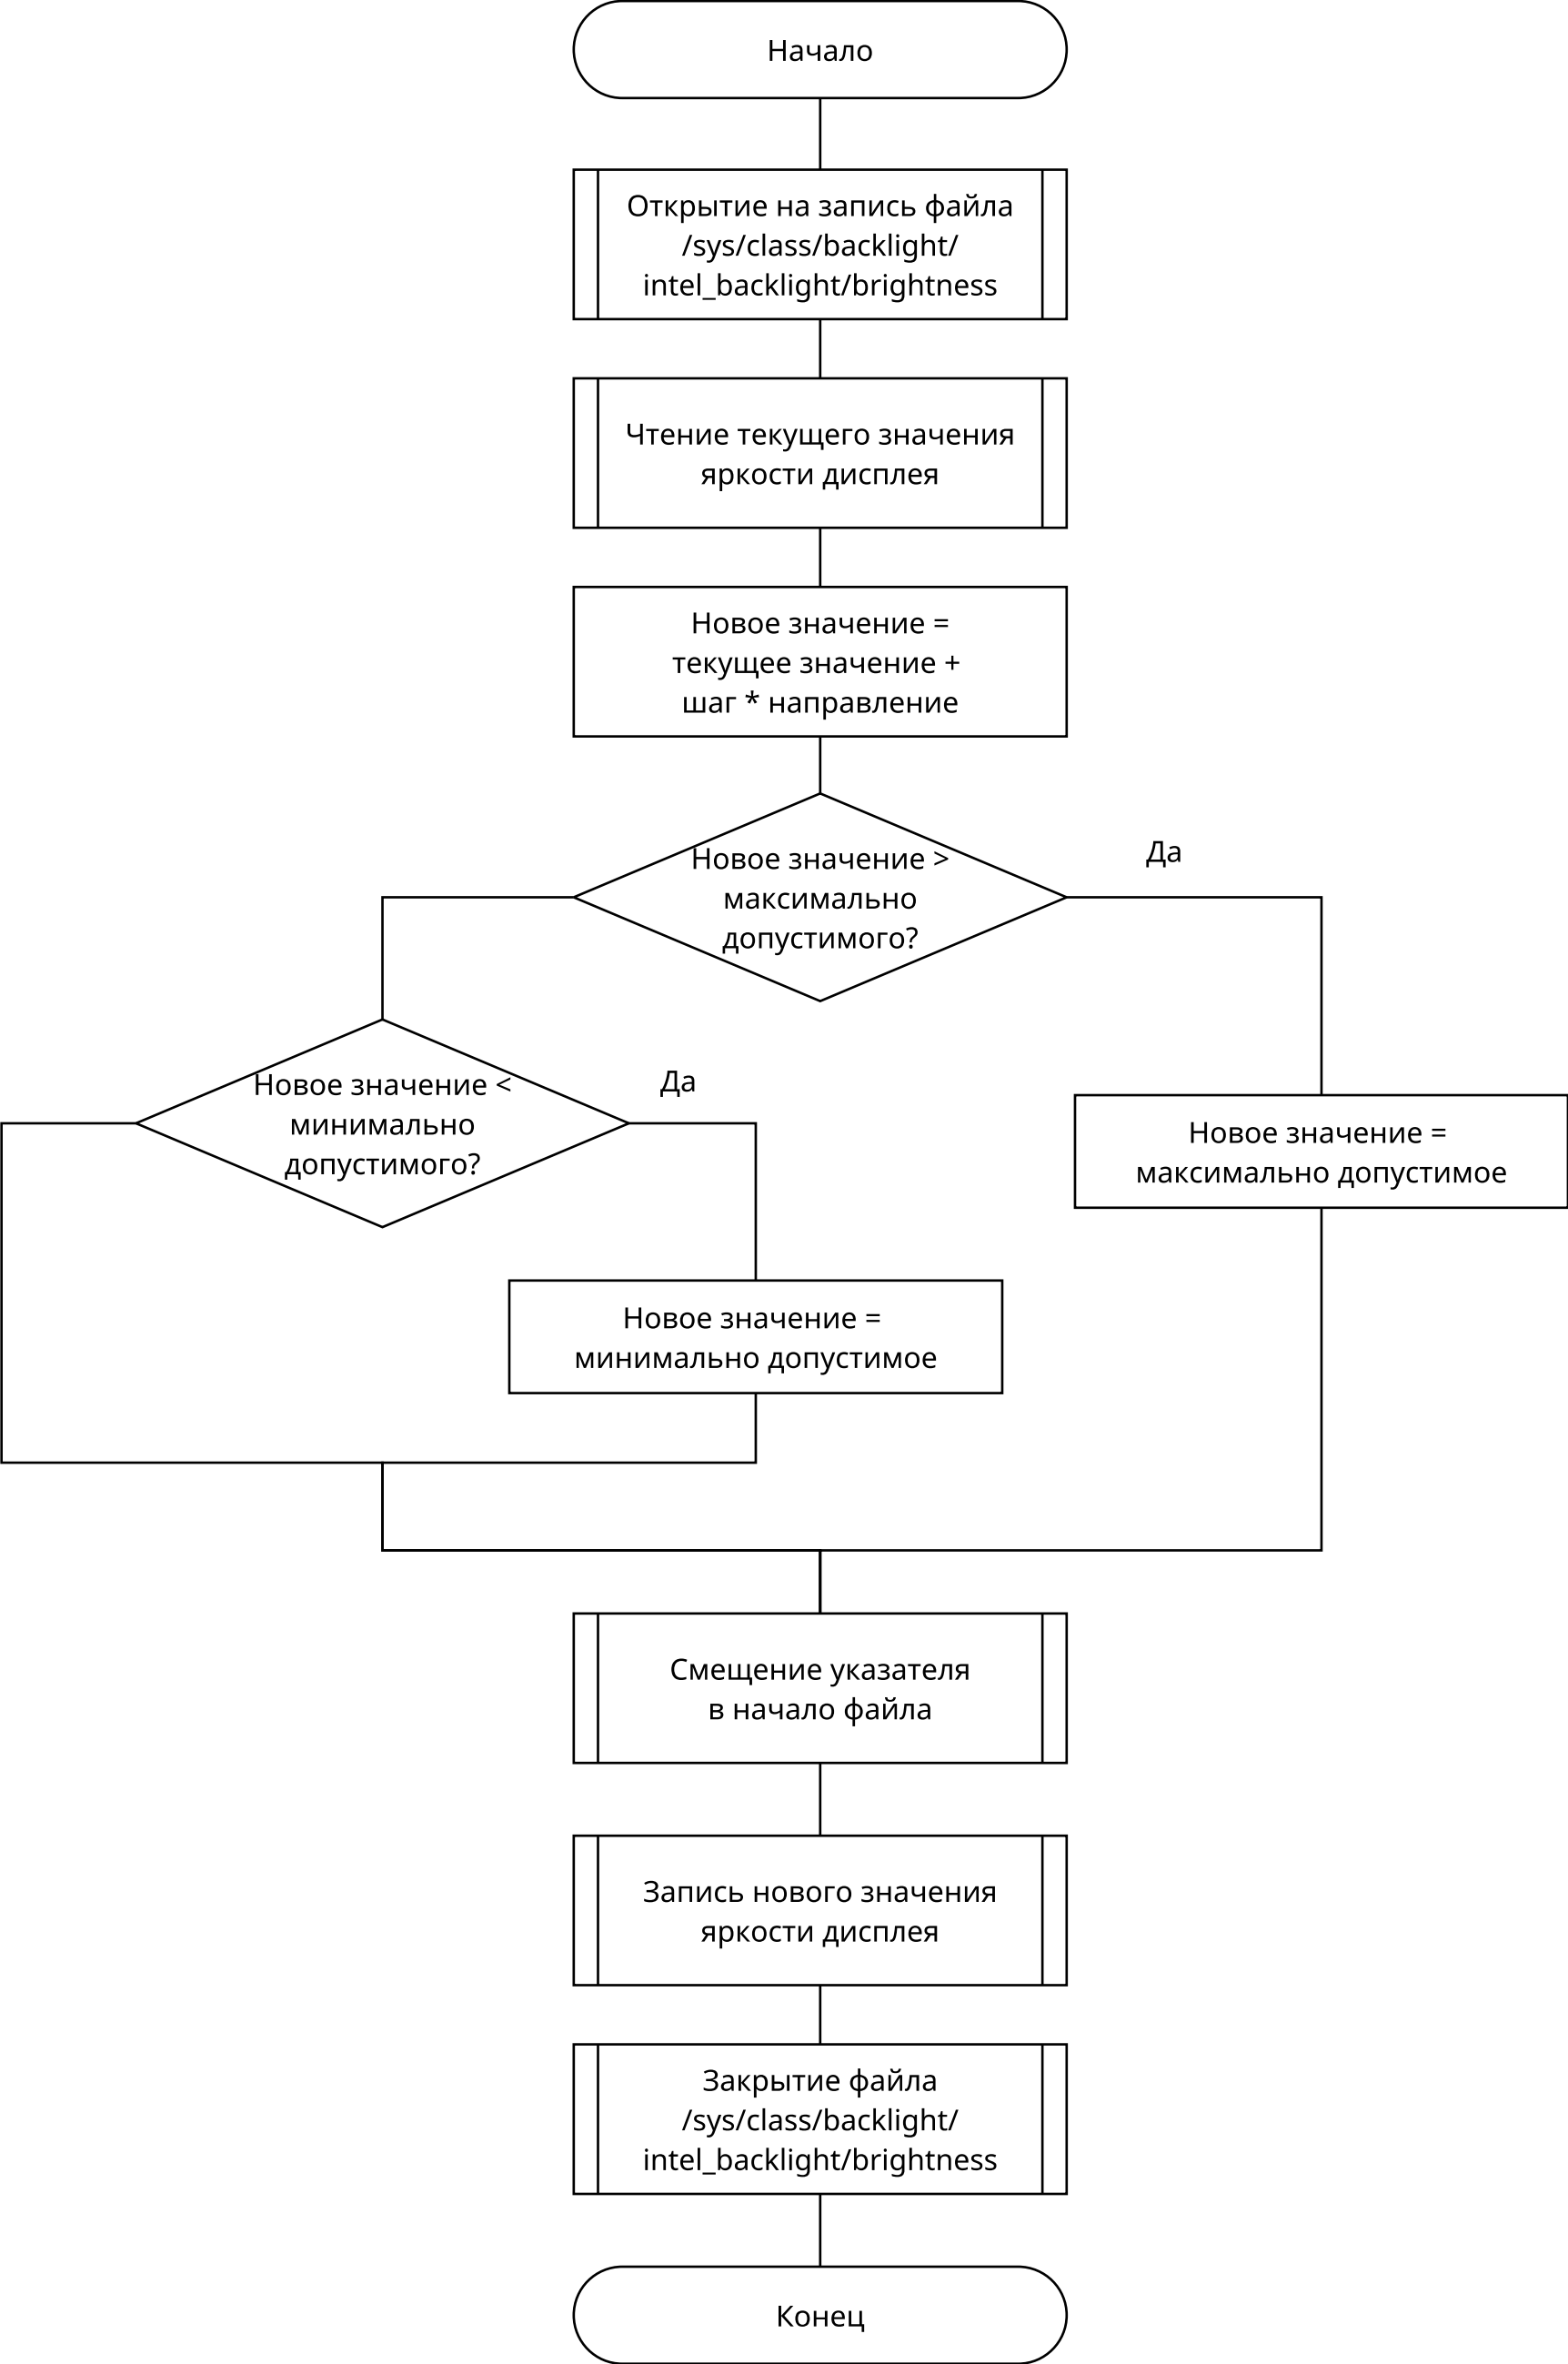 Начало
Открытие на запись файла
/sys/class/backlight/
intel_backlight/brightness
Чтение текущего значения
яркости дисплея
Новое значение =
текущее значение +
шаг * направление
Новое значение >
максимально
допустимого?
Да
Новое значение <
минимально
допустимого?
Да
Новое значение =
максимально допустимое
Новое значение =
минимально допустимое
Смещение указателя
в начало файла
Запись нового значения
яркости дисплея
Закрытие файла
/sys/class/backlight/
intel_backlight/brightness
Конец